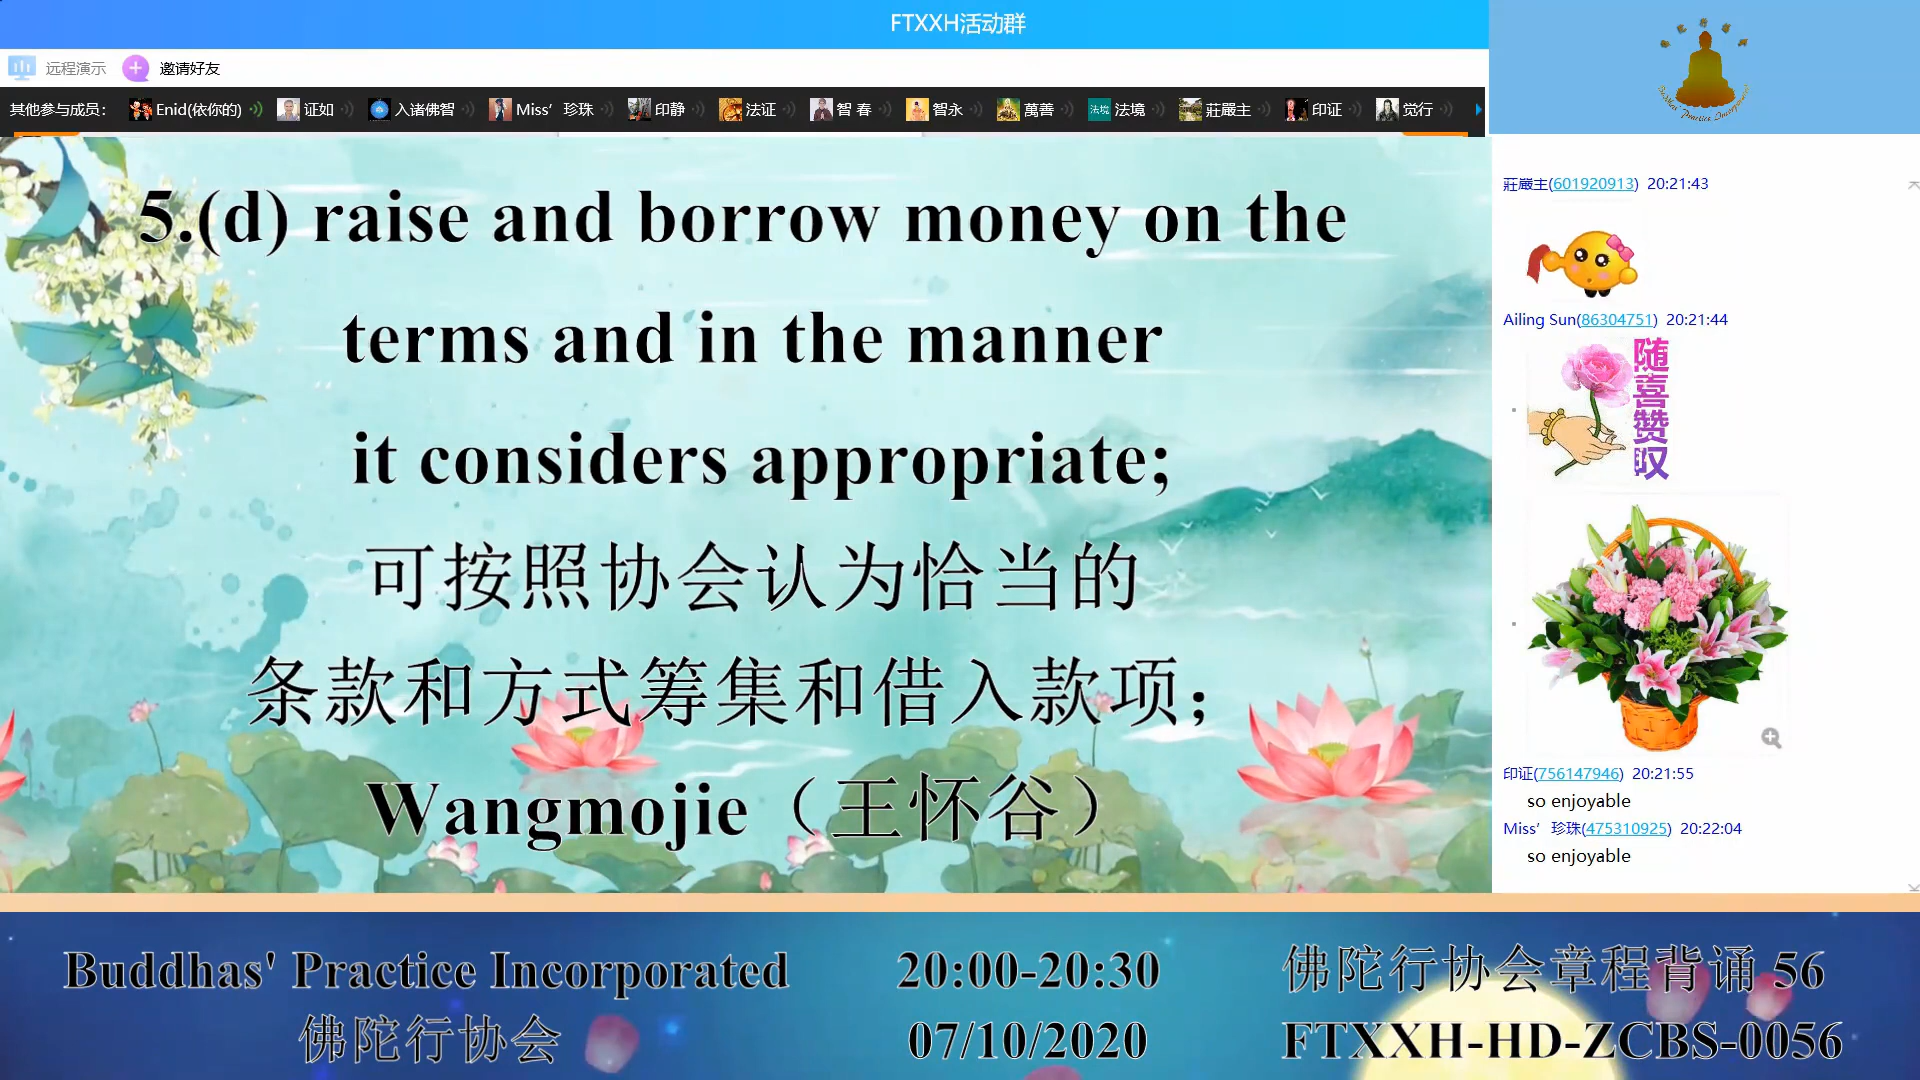 FTXXH活动群
远程演示
邀请好友
其他参与成员： Enid(依你的) 证如 入诸佛智 Miss’ 珍珠 印静 法证 智 春 智永 萬善 法境 法境 莊嚴主 印证 觉行
5.(d) raise and borrow money on the
terms and in the manner
it considers appropriate;
可按照协会认为恰当的
条款和方式筹集和借入款项；
Wangmojie（王怀谷）
莊嚴主(601920913) 20:21:43
Ailing Sun(86304751) 20:21:44
随喜赞叹
印证(756147946) 20:21:55
so enjoyable
Miss’ 珍珠(475310925) 20:22:04
so enjoyable
Buddhas' Practice Incorporated
佛陀行协会
20:00-20:30
07/10/2020
佛陀行协会章程背诵 56
FTXXH-HD-ZCBS-0056